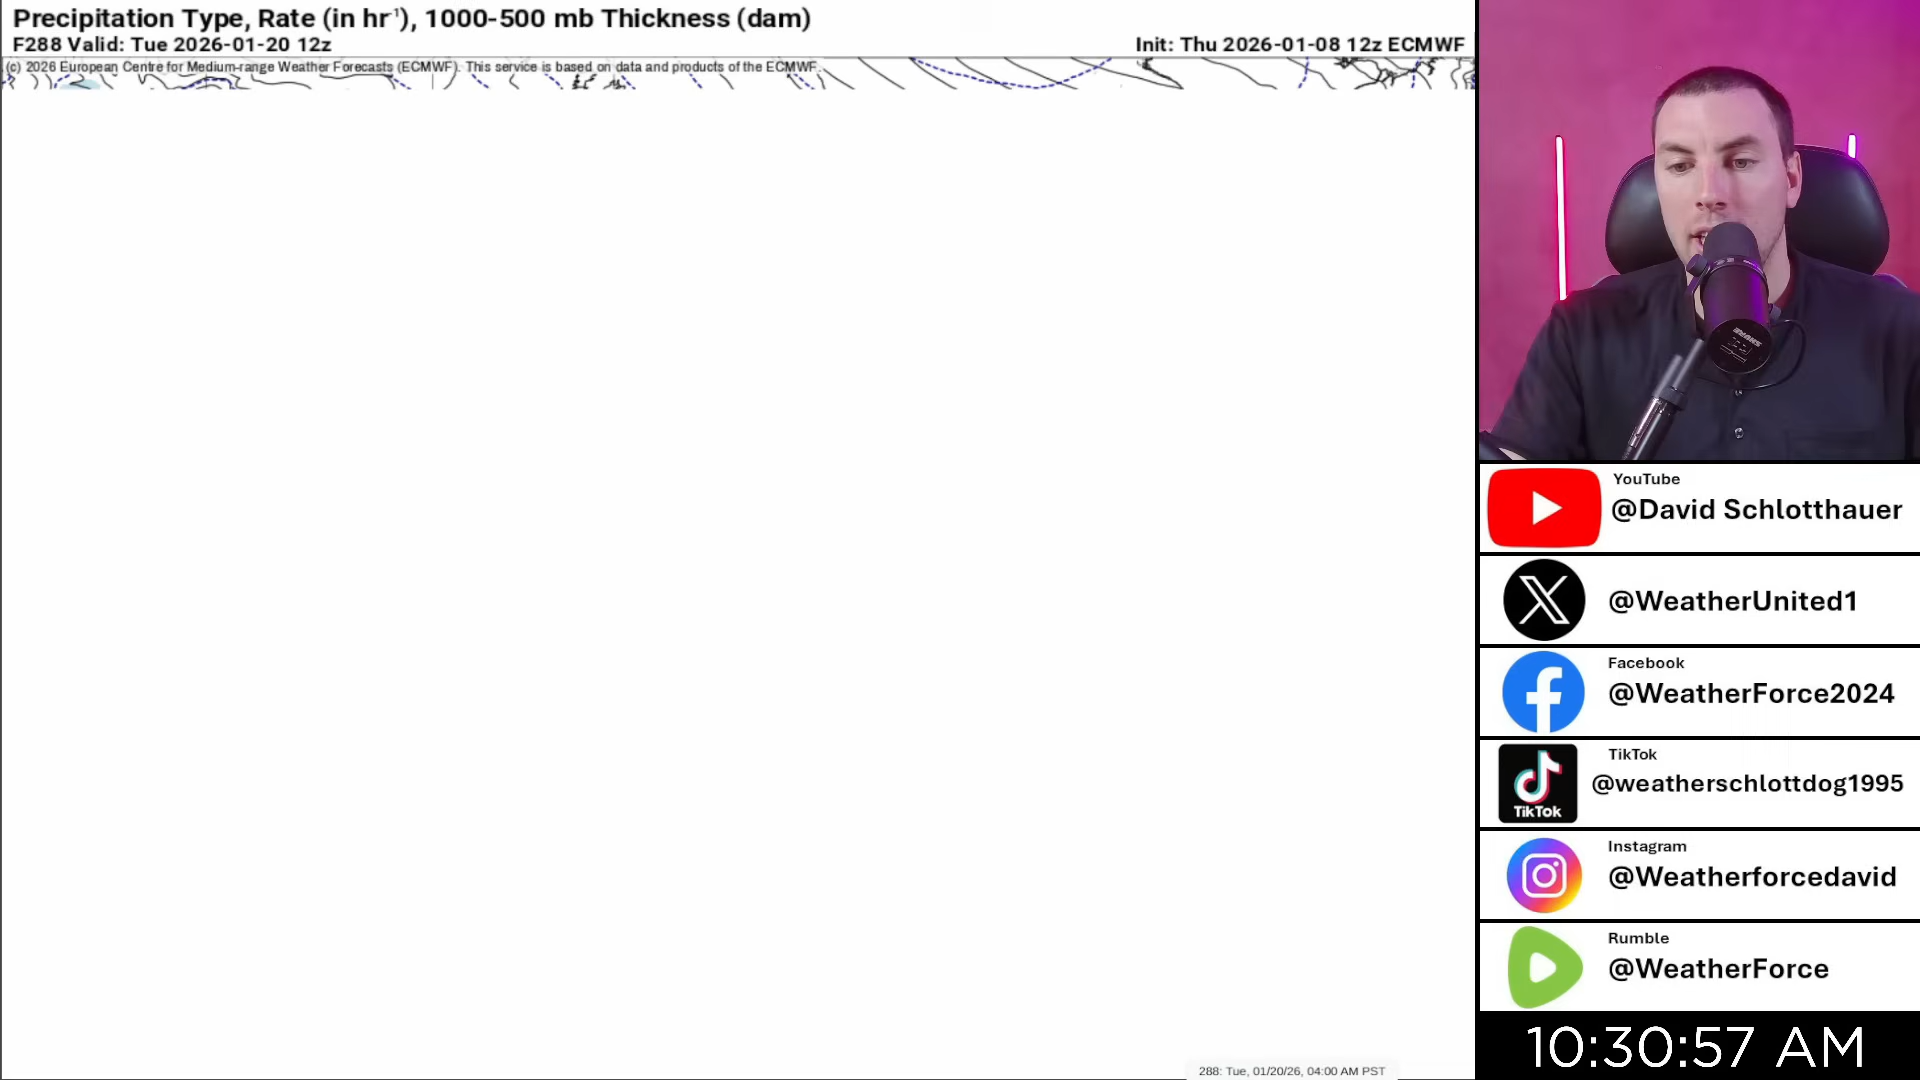 Precipitation Type, Rate (in hr⁻¹), 1000-500 mb Thickness (dam)
F288 Valid: Tue 2026-01-20 12z
Init: Thu 2026-01-08 12z ECMWF
(c) 2026 European Centre for Medium-range Weather Forecasts (ECMWF). This service is based on data and products of the ECMWF.
YouTube
@David Schlotthauer
@WeatherUnited1
Facebook
@WeatherForce2024
TikTok
TikTok
@weatherschlottdog1995
Instagram
@Weatherforcedavid
Rumble
@WeatherForce
10:30:57 AM
288: Tue, 01/20/26, 04:00 AM PST